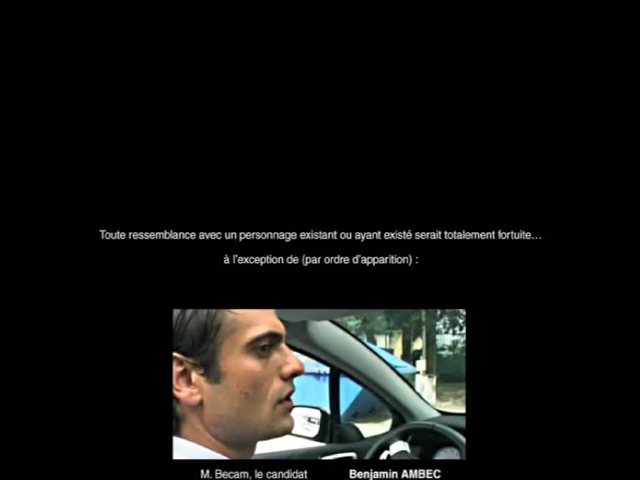 Toute ressemblance avec un personnage existant ou ayant existé serait totalement fortuite...
à l'exception de (par ordre d'apparition) :
M. Becam, le candidat Benjamin AMBEC